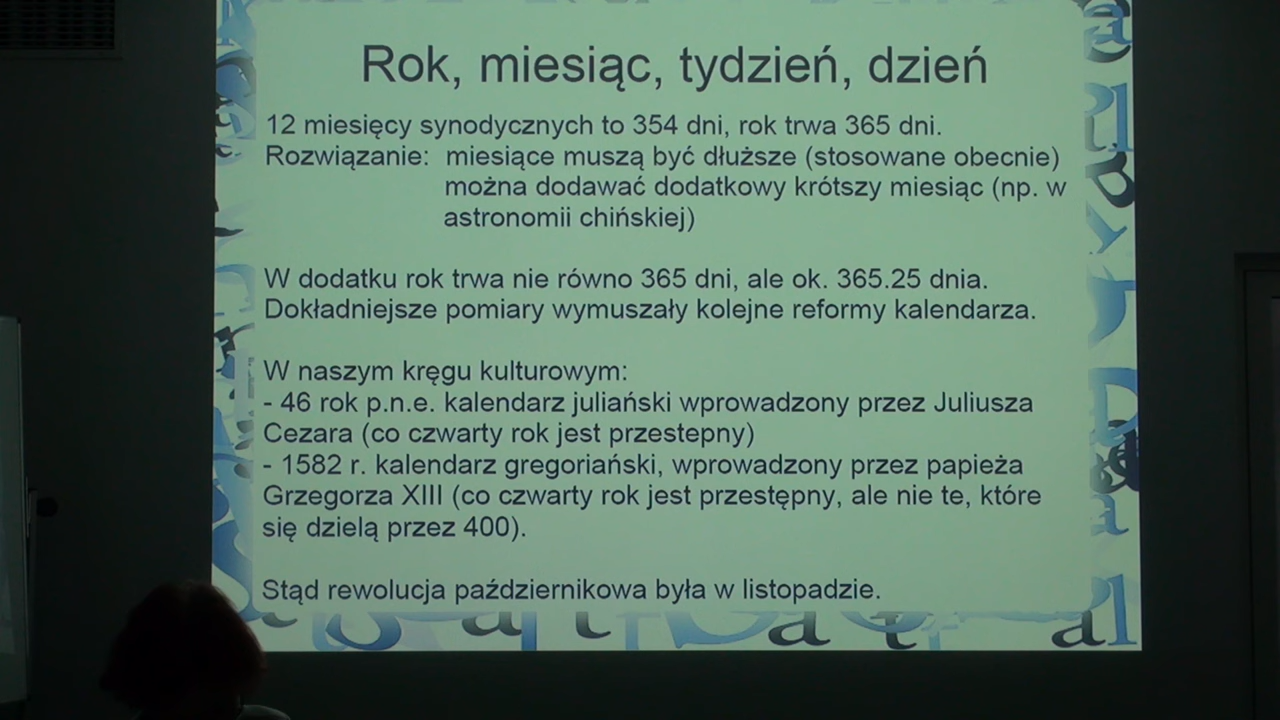 Rok, miesiąc, tydzień, dzień
12 miesięcy synodycznych to 354 dni, rok trwa 365 dni.
Rozwiązanie: miesiące muszą być dłuższe (stosowane obecnie)
można dodawać dodatkowy krótszy miesiąc (np. w
astronomii chińskiej)
W dodatku rok trwa nie równo 365 dni, ale ok. 365.25 dnia.
Dokładniejsze pomiary wymuszały kolejne reformy kalendarza.
W naszym kręgu kulturowym:
- 46 rok p.n.e. kalendarz juliański wprowadzony przez Juliusza
Cezara (co czwarty rok jest przestepny)
- 1582 r. kalendarz gregoriański, wprowadzony przez papieża
Grzegorza XIII (co czwarty rok jest przestępny, ale nie te, które
się dzielą przez 400).
Stąd rewolucja październikowa była w listopadzie.